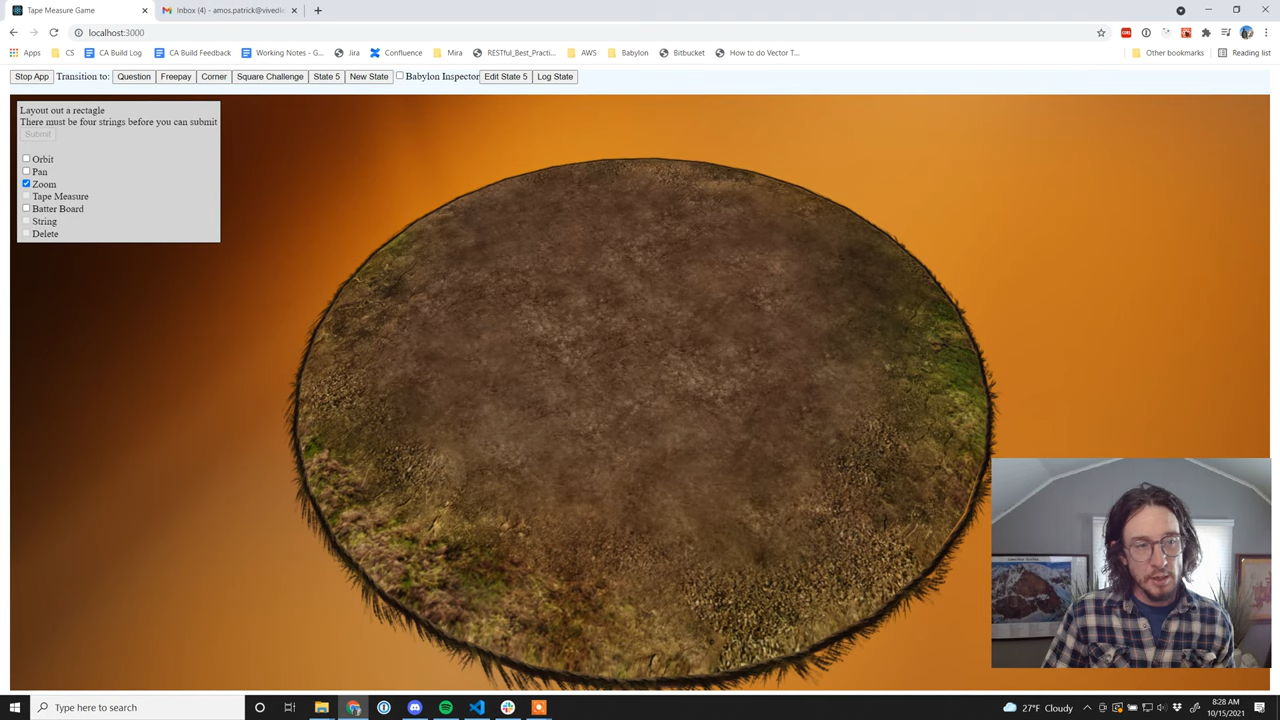 Tape Measure Game
Inbox (4) - amos.patrick@vivedle
localhost:3000
Apps CS CA Build Log CA Build Feedback Working Notes - G... Jira Confluence Mira RESTful_Best_Practi... AWS Babylon Bitbucket How to do Vector T... Other bookmarks Reading list
Stop App Transition to: Question Freepay Corner Square Challenge State 5 New State Babylon Inspector Edit State 5 Log State
Layout out a rectagle
There must be four strings before you can submit
Submit
Orbit
Pan
Zoom
Tape Measure
Batter Board
String
Delete
Type here to search
27°F Cloudy
8:28 AM
10/15/2021